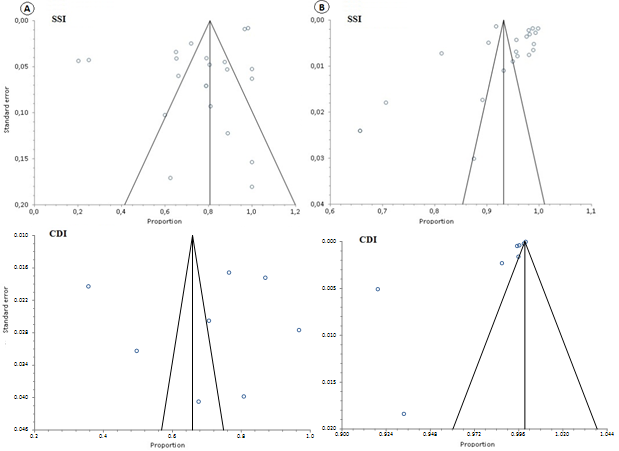 A SSI
0,00
0,05
0,10
0,15
0,20
Standard error
0,0 0,2 0,4 0,6 0,8 1,0 1,2
Proportion
B SSI
0,00
0,01
0,02
0,03
0,04
0,6 0,7 0,8 0,9 1,0 1,1
Proportion
CDI
0.010
0.016
0.022
0.028
0.034
0.040
0.046
Standard error
0.2 0.4 0.6 0.8 1.0
Proportion
CDI
0.000
0.005
0.010
0.015
0.020
0.900 0.924 0.948 0.972 0.996 1.020 1.044
Proportion